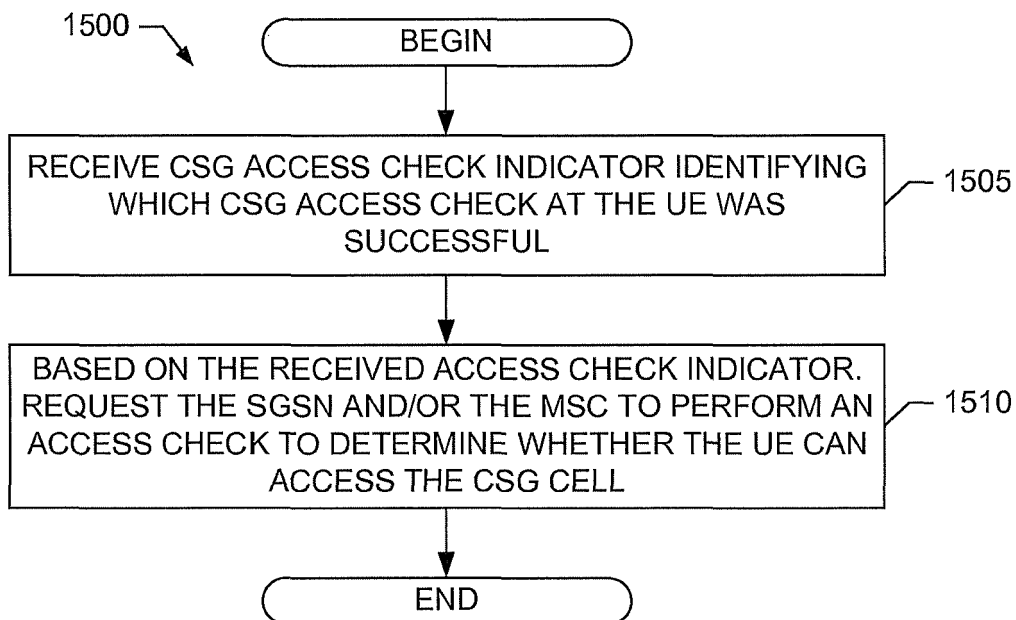 1500
BEGIN
RECEIVE CSG ACCESS CHECK INDICATOR IDENTIFYING
WHICH CSG ACCESS CHECK AT THE UE WAS
SUCCESSFUL
1505
BASED ON THE RECEIVED ACCESS CHECK INDICATOR.
REQUEST THE SGSN AND/OR THE MSC TO PERFORM AN
ACCESS CHECK TO DETERMINE WHETHER THE UE CAN
ACCESS THE CSG CELL
1510
END